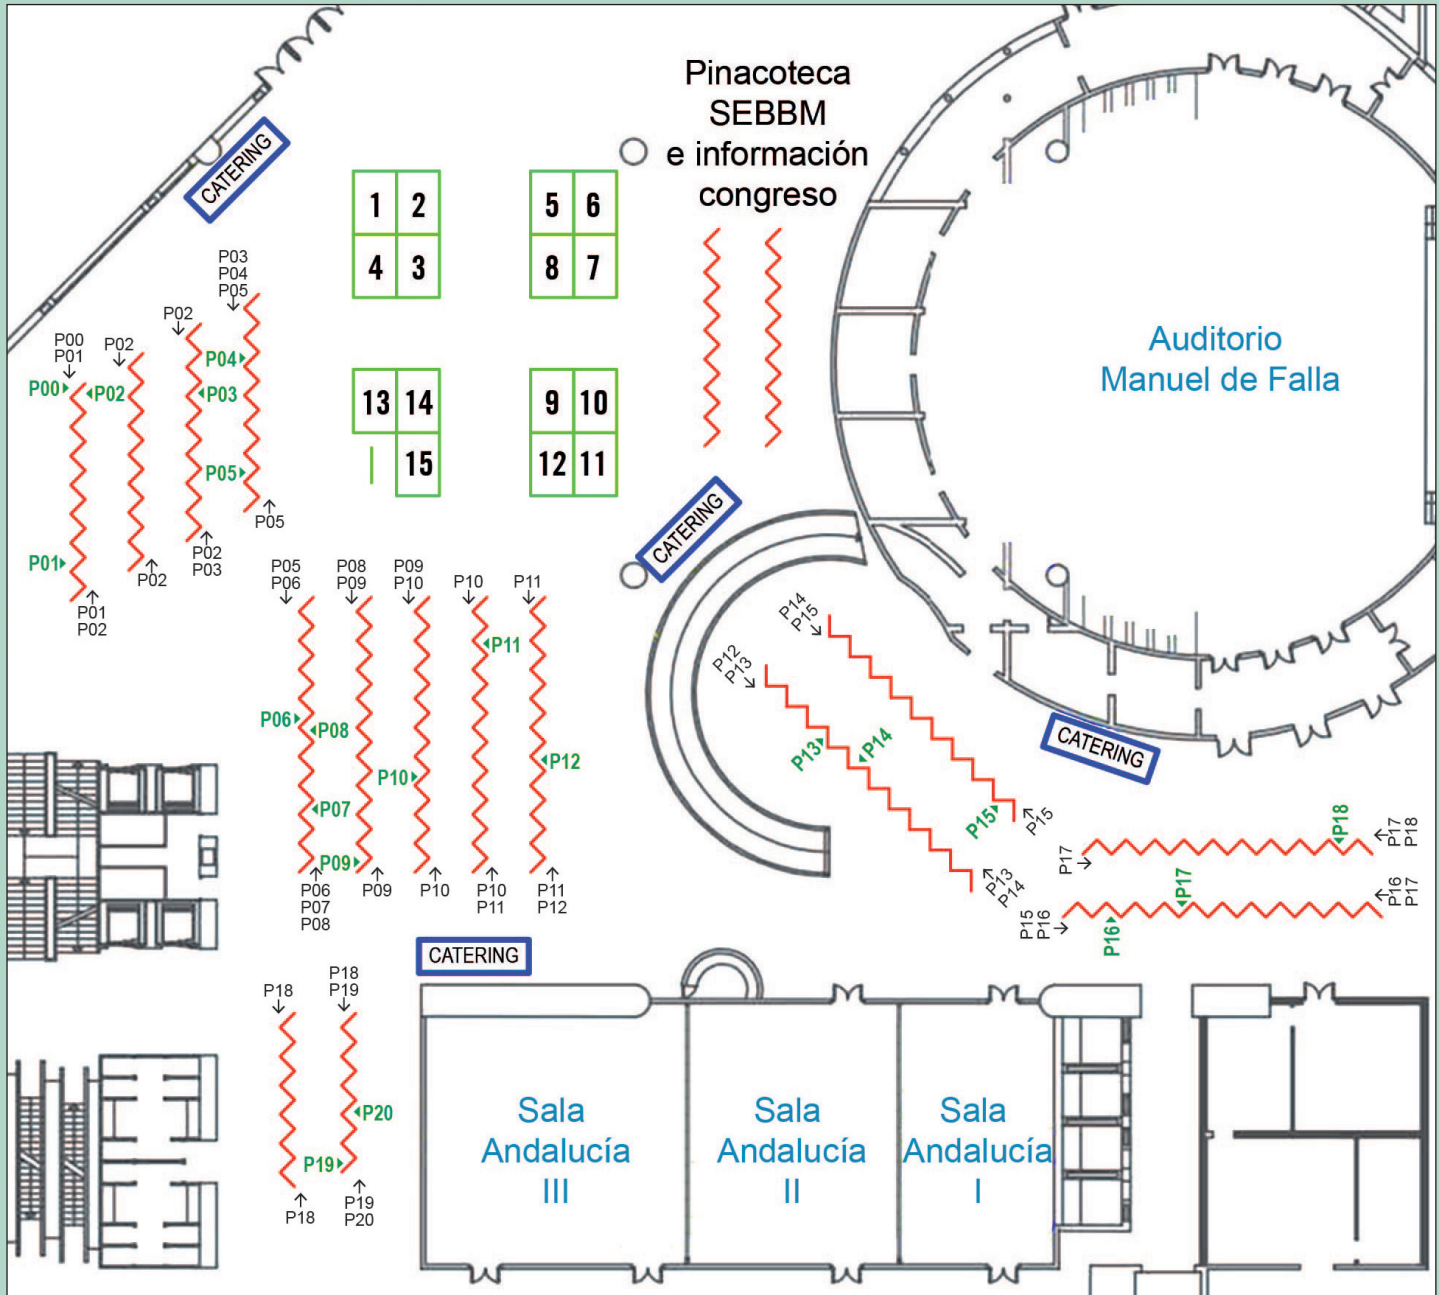 Pinacoteca
SEBBM
e información
congreso
CATERING
1 2
4 3
5 6
8 7
13 14
15
9 10
12 11
Auditorio
Manuel de Falla
P03
P04
P05
P02
P02
P00
P01
P04
P00
P02
P03
P05
P01
P05
P02
P03
P02
P01
P02
CATERING
P05
P06
P08
P09
P09
P10
P10
P11
P11
P06
P08
P12
P10
P07
P09
P06
P07
P08
P09
P10
P10
P11
P11
P12
P14
P15
P12
P13
P13
P14
P15
P15
P13
P14
CATERING
P18
P17
P18
P17
P17
P16
P17
P15
P16
P16
CATERING
P18
P18
P19
P20
P19
P18
P19
P20
Sala
Andalucía
III
Sala
Andalucía
II
Sala
Andalucía
I